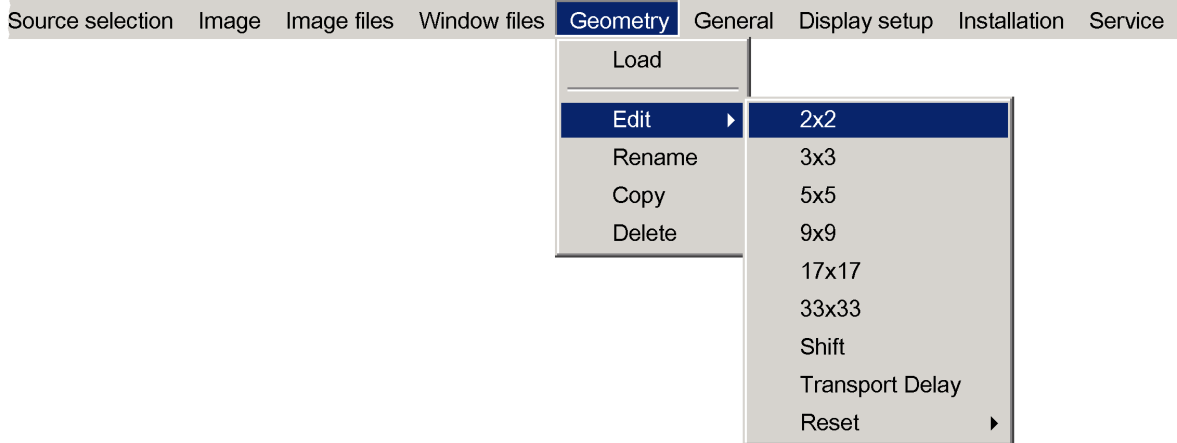 Source selection Image Image files Window files Geometry General Display setup Installation Service
Load
Edit
Rename
Copy
Delete
2x2
3x3
5x5
9x9
17x17
33x33
Shift
Transport Delay
Reset